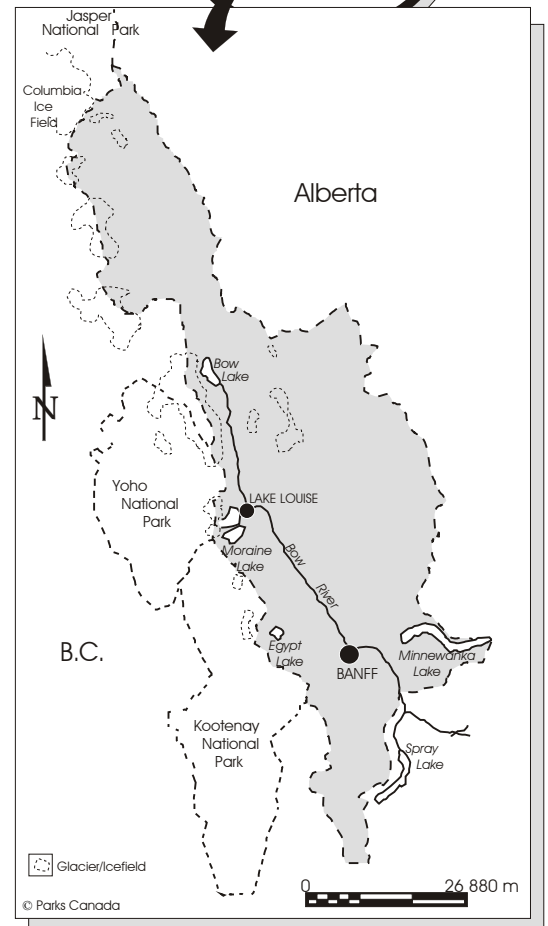 Jasper
National Park
Columbia
Ice
Field
Alberta
Bow
Lake
N
LAKE LOUISE
Yoho
National
Park
Moraine
Lake
Bow
River
B.C.
Egypt
Lake
BANFF
Minnewanka
Lake
Kootenay
National
Park
Spray
Lake
Glacier/Icefield
0 26 880 m
© Parks Canada